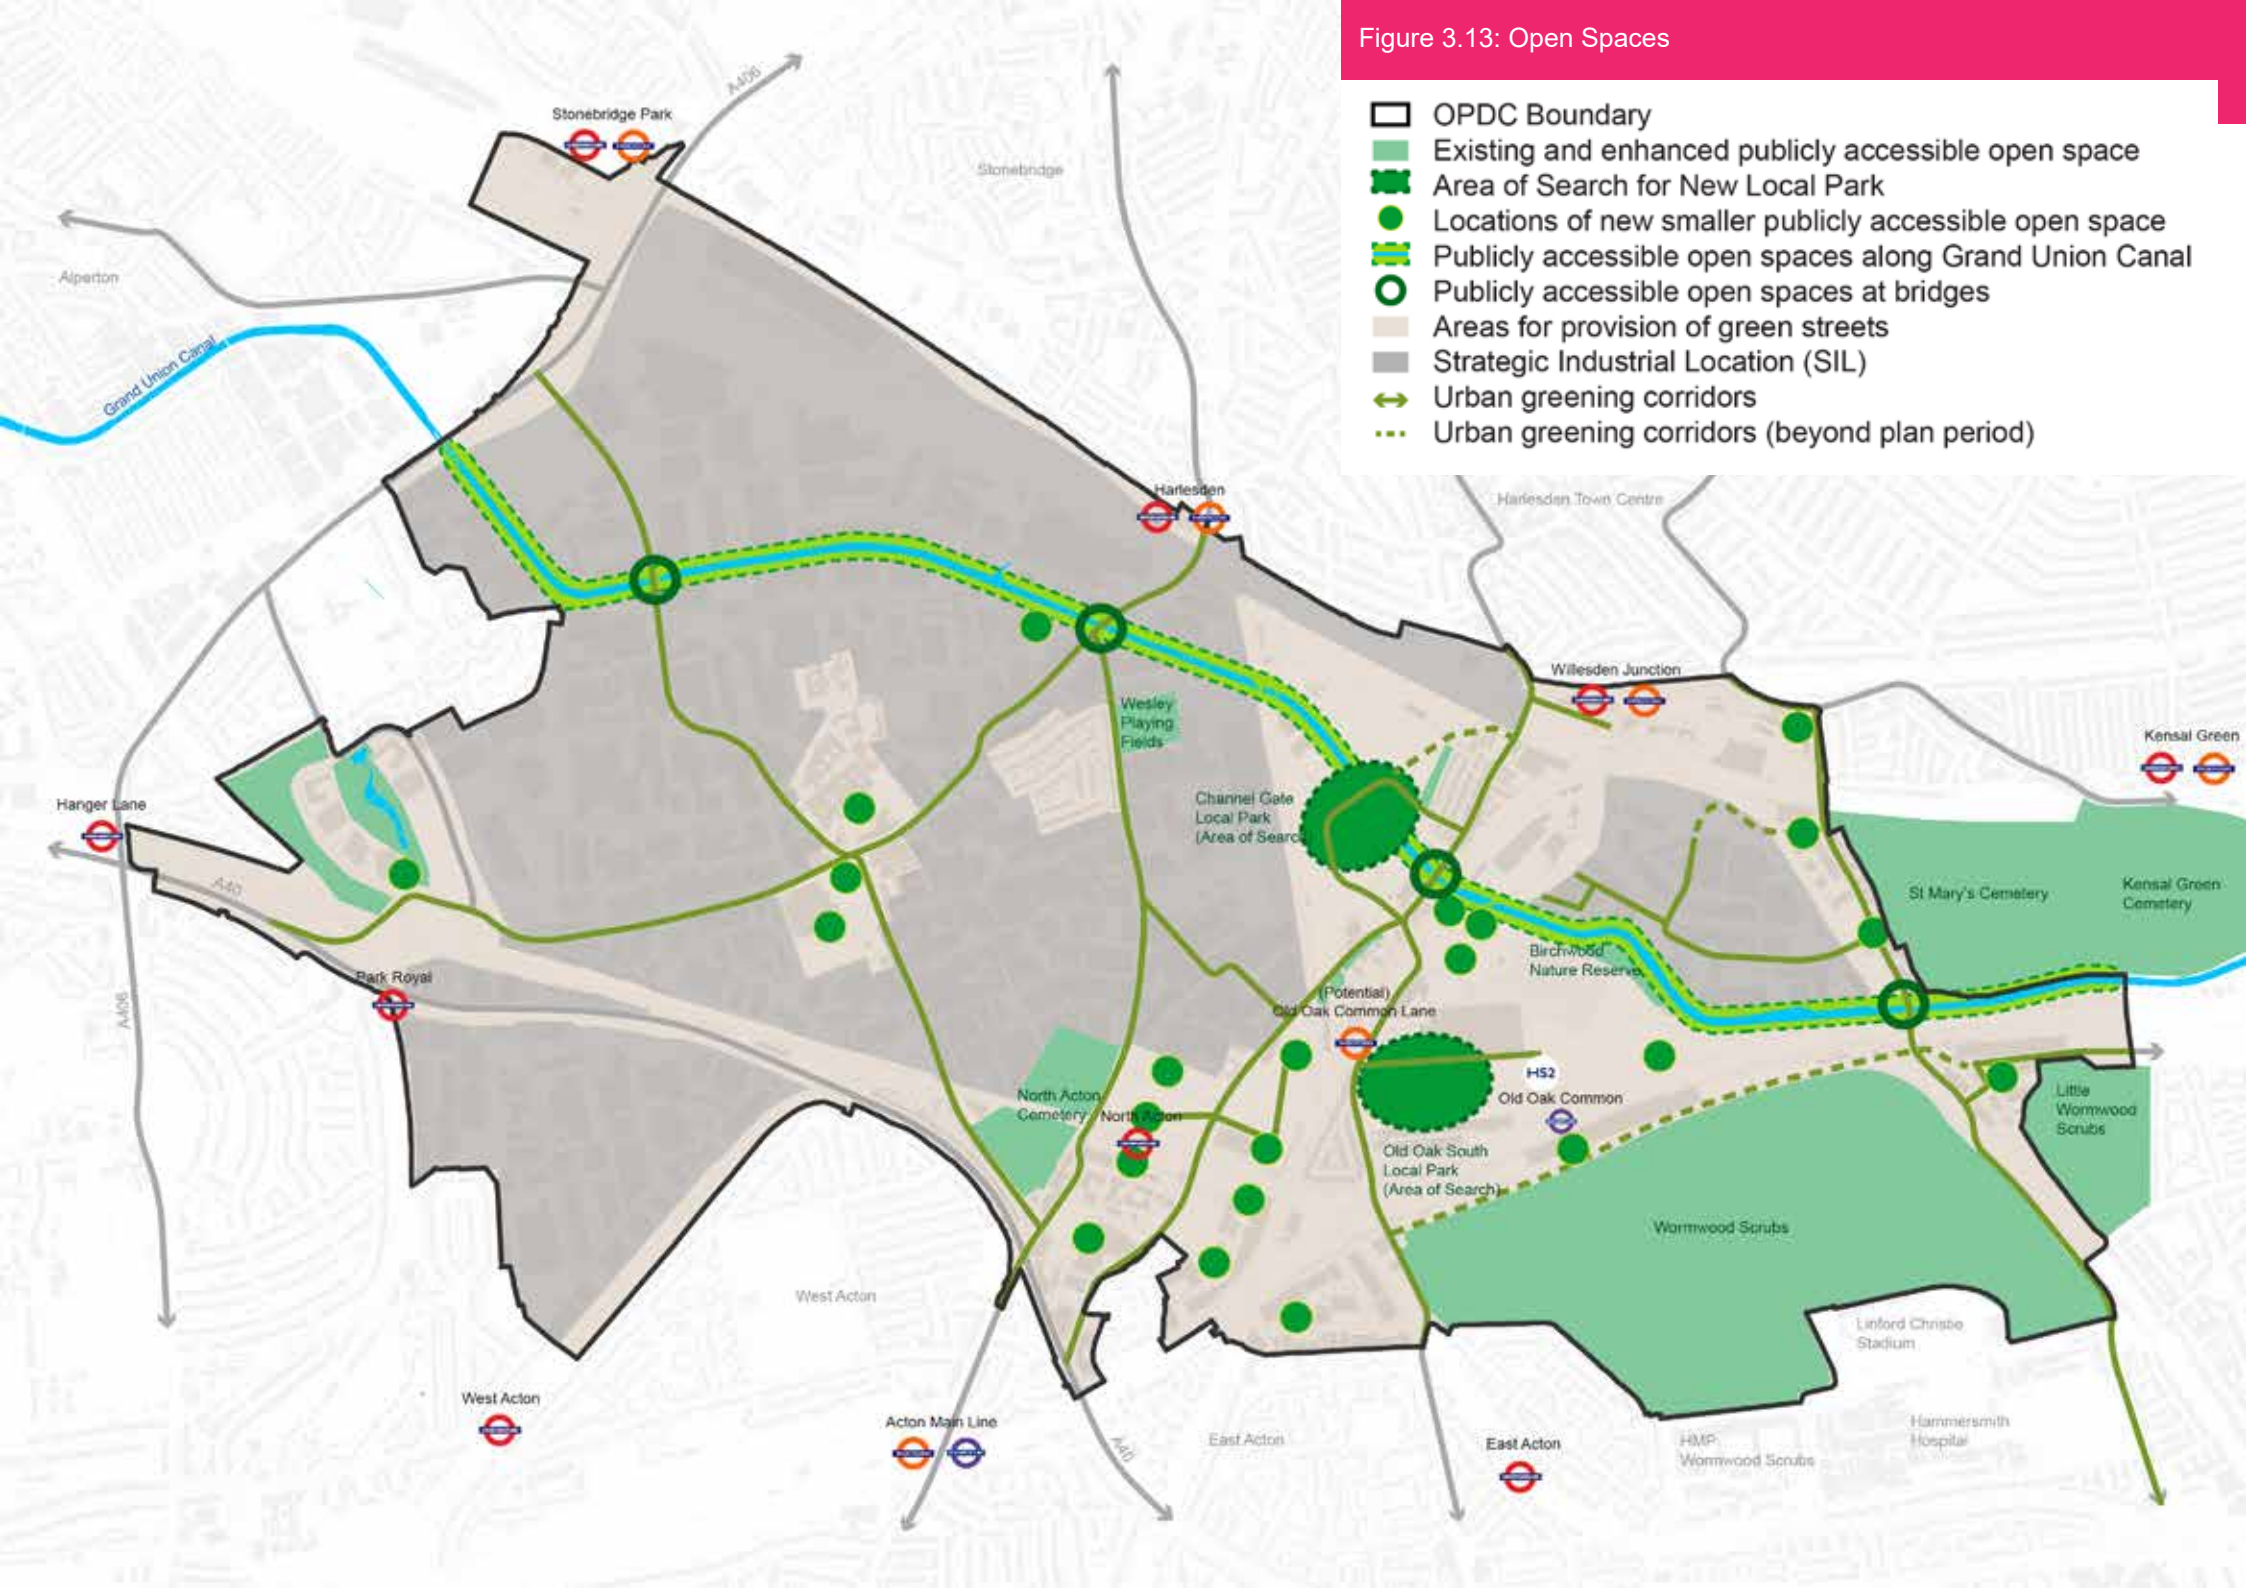 Figure 3.13: Open Spaces
OPDC Boundary
Existing and enhanced publicly accessible open space
Area of Search for New Local Park
Locations of new smaller publicly accessible open space
Publicly accessible open spaces along Grand Union Canal
Publicly accessible open spaces at bridges
Areas for provision of green streets
Strategic Industrial Location (SIL)
Urban greening corridors
Urban greening corridors (beyond plan period)
A406
Stonebridge Park
Stonebridge
Alperton
Grand Union Canal
Harlesden
Harlesden Town Centre
Willesden Junction
Wesley
Playing
Fields
Kensal Green
Hanger Lane
Channel Gate
Local Park
(Area of Search
A40
St Mary's Cemetery
Kensal Green
Cemetery
Birchwood
Nature Reserve
Park Royal
A406
(Potential)
Old Oak Common Lane
HS2
Old Oak Common
North Acton
Cemetery
North Acton
Little
Wormwood
Scrubs
Old Oak South
Local Park
(Area of Search)
Wormwood Scrubs
West Acton
Linford Christie
Stadium
West Acton
Acton Main Line
A40
East Acton
East Acton
HMP
Wormwood Scrubs
Hammersmith
Hospital